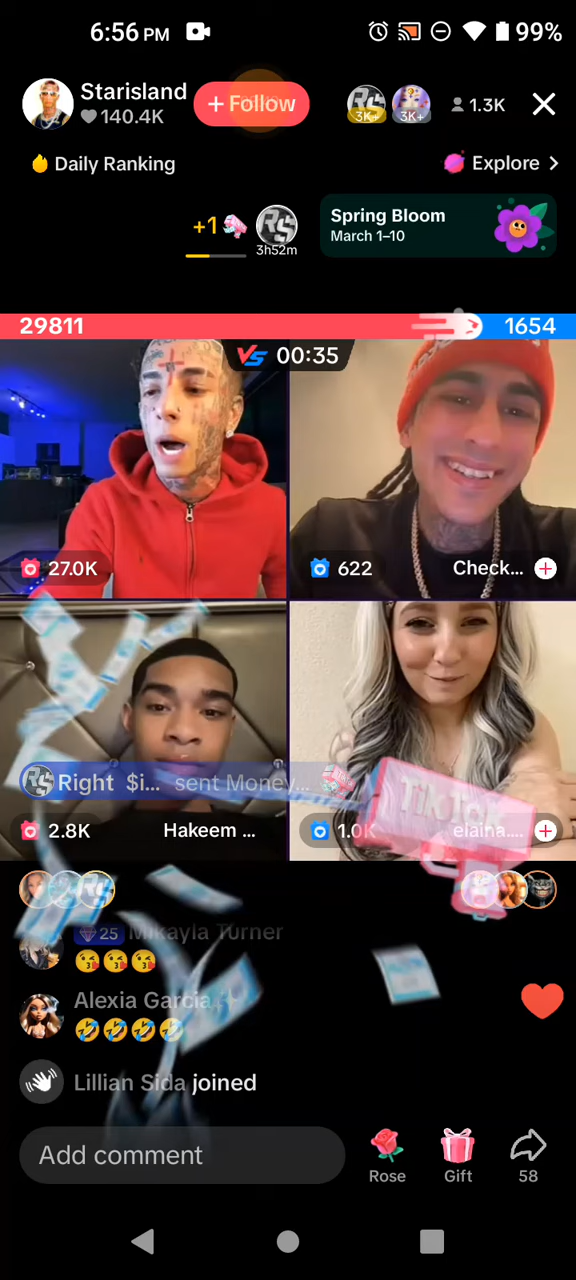 6:56 PM
99%
Starisland
140.4K
+ Follow
3K+
3K+
1.3K
Daily Ranking
Explore >
+1
3h52m
Spring Bloom
March 1–10
29811
1654
VS 00:35
27.0K
622
Check...
Right $i... sent Money...
TikTok
2.8K
Hakeem ...
1.0K
elaina....
25 Mikayla Turner
Alexia Garcia
Lillian Sida joined
Add comment
Rose
Gift
58